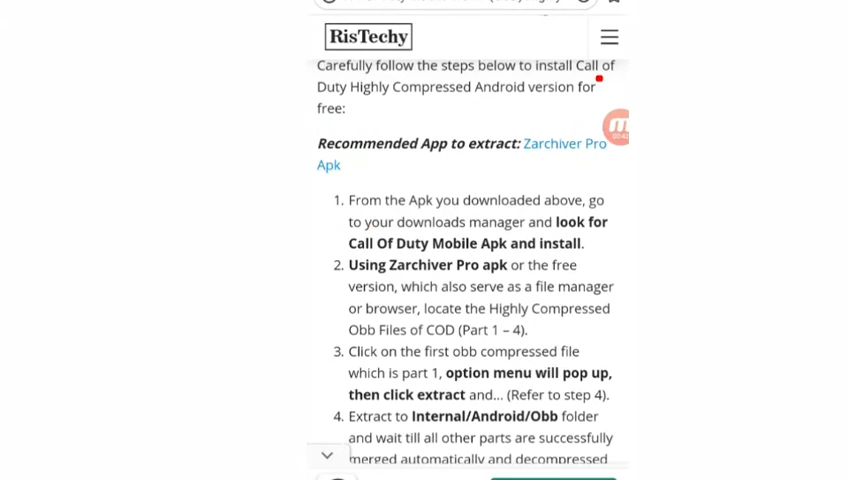 RisTechy
Carefully follow the steps below to install Call of
Duty Highly Compressed Android version for
free:
Recommended App to extract: Zarchiver Pro
Apk
1. From the Apk you downloaded above, go
to your downloads manager and look for
Call Of Duty Mobile Apk and install.
2. Using Zarchiver Pro apk or the free
version, which also serve as a file manager
or browser, locate the Highly Compressed
Obb Files of COD (Part 1 – 4).
3. Click on the first obb compressed file
which is part 1, option menu will pop up,
then click extract and... (Refer to step 4).
4. Extract to Internal/Android/Obb folder
and wait till all other parts are successfully
merged automatically and decompressed